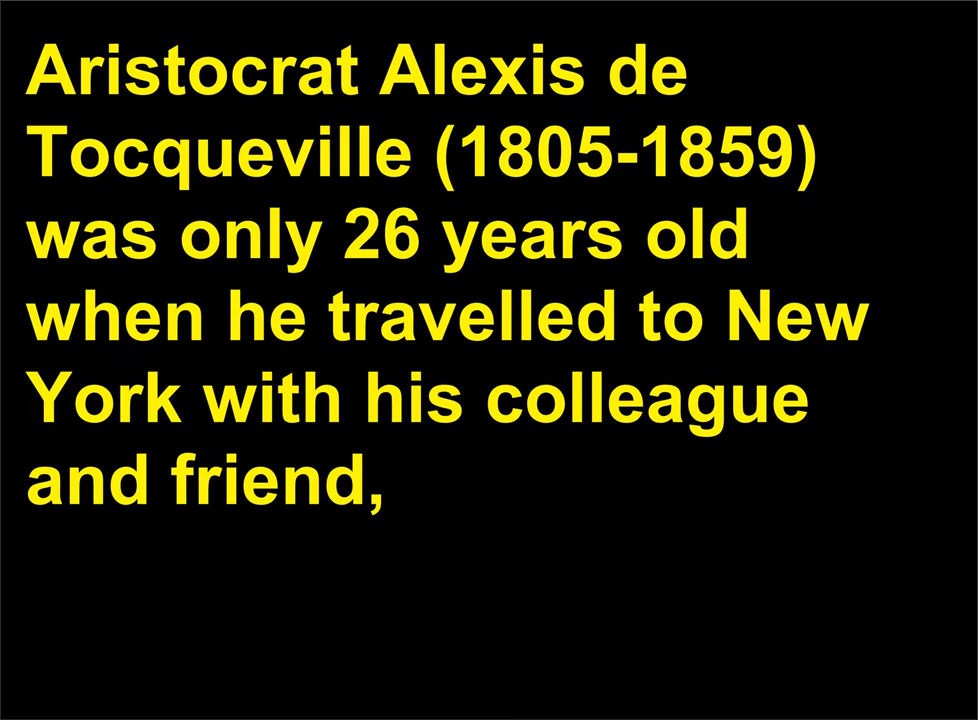 Aristocrat Alexis de
Tocqueville (1805-1859)
was only 26 years old
when he travelled to New
York with his colleague
and friend,